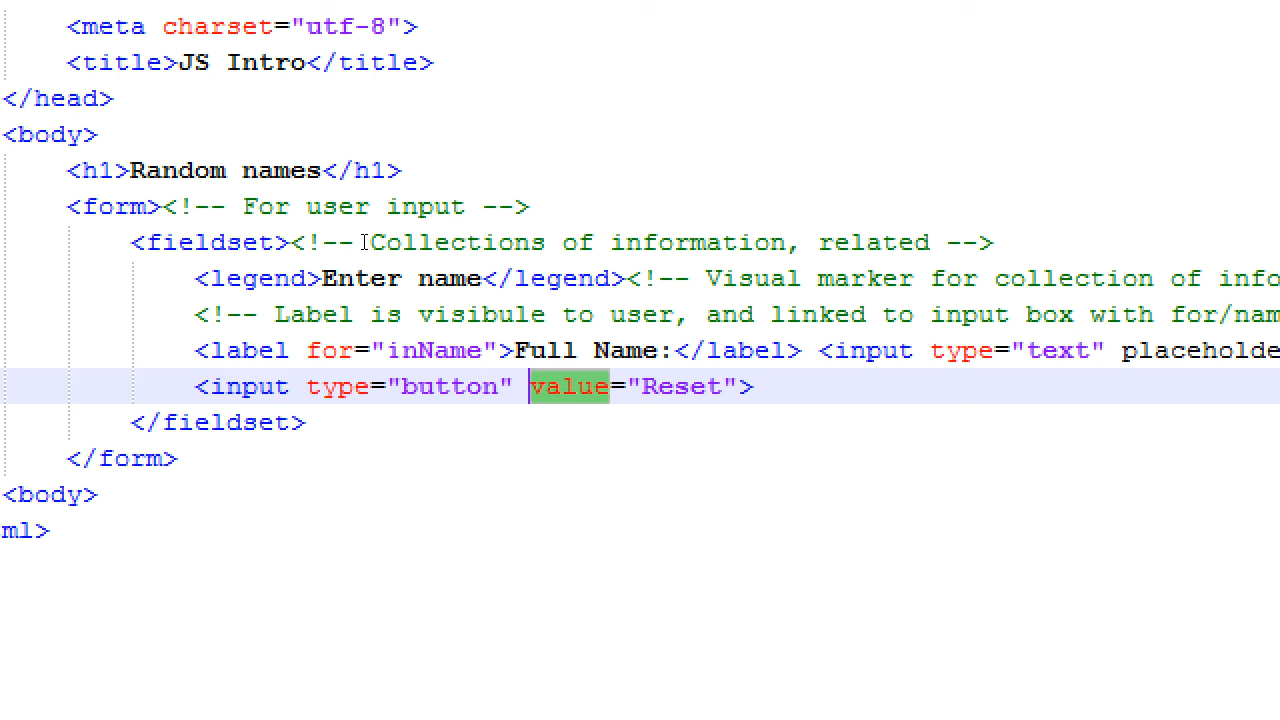 <meta charset="utf-8">
<title>JS Intro</title>
</head>
<body>
<h1>Random names</h1>
<form><!-- For user input -->
<fieldset><!-- Collections of information, related -->
<legend>Enter name</legend><!-- Visual marker for collection of info
<!-- Label is visibule to user, and linked to input box with for/nam
<label for="inName">Full Name:</label> <input type="text" placeholde
<input type="button" value="Reset">
</fieldset>
</form>
<body>
ml>